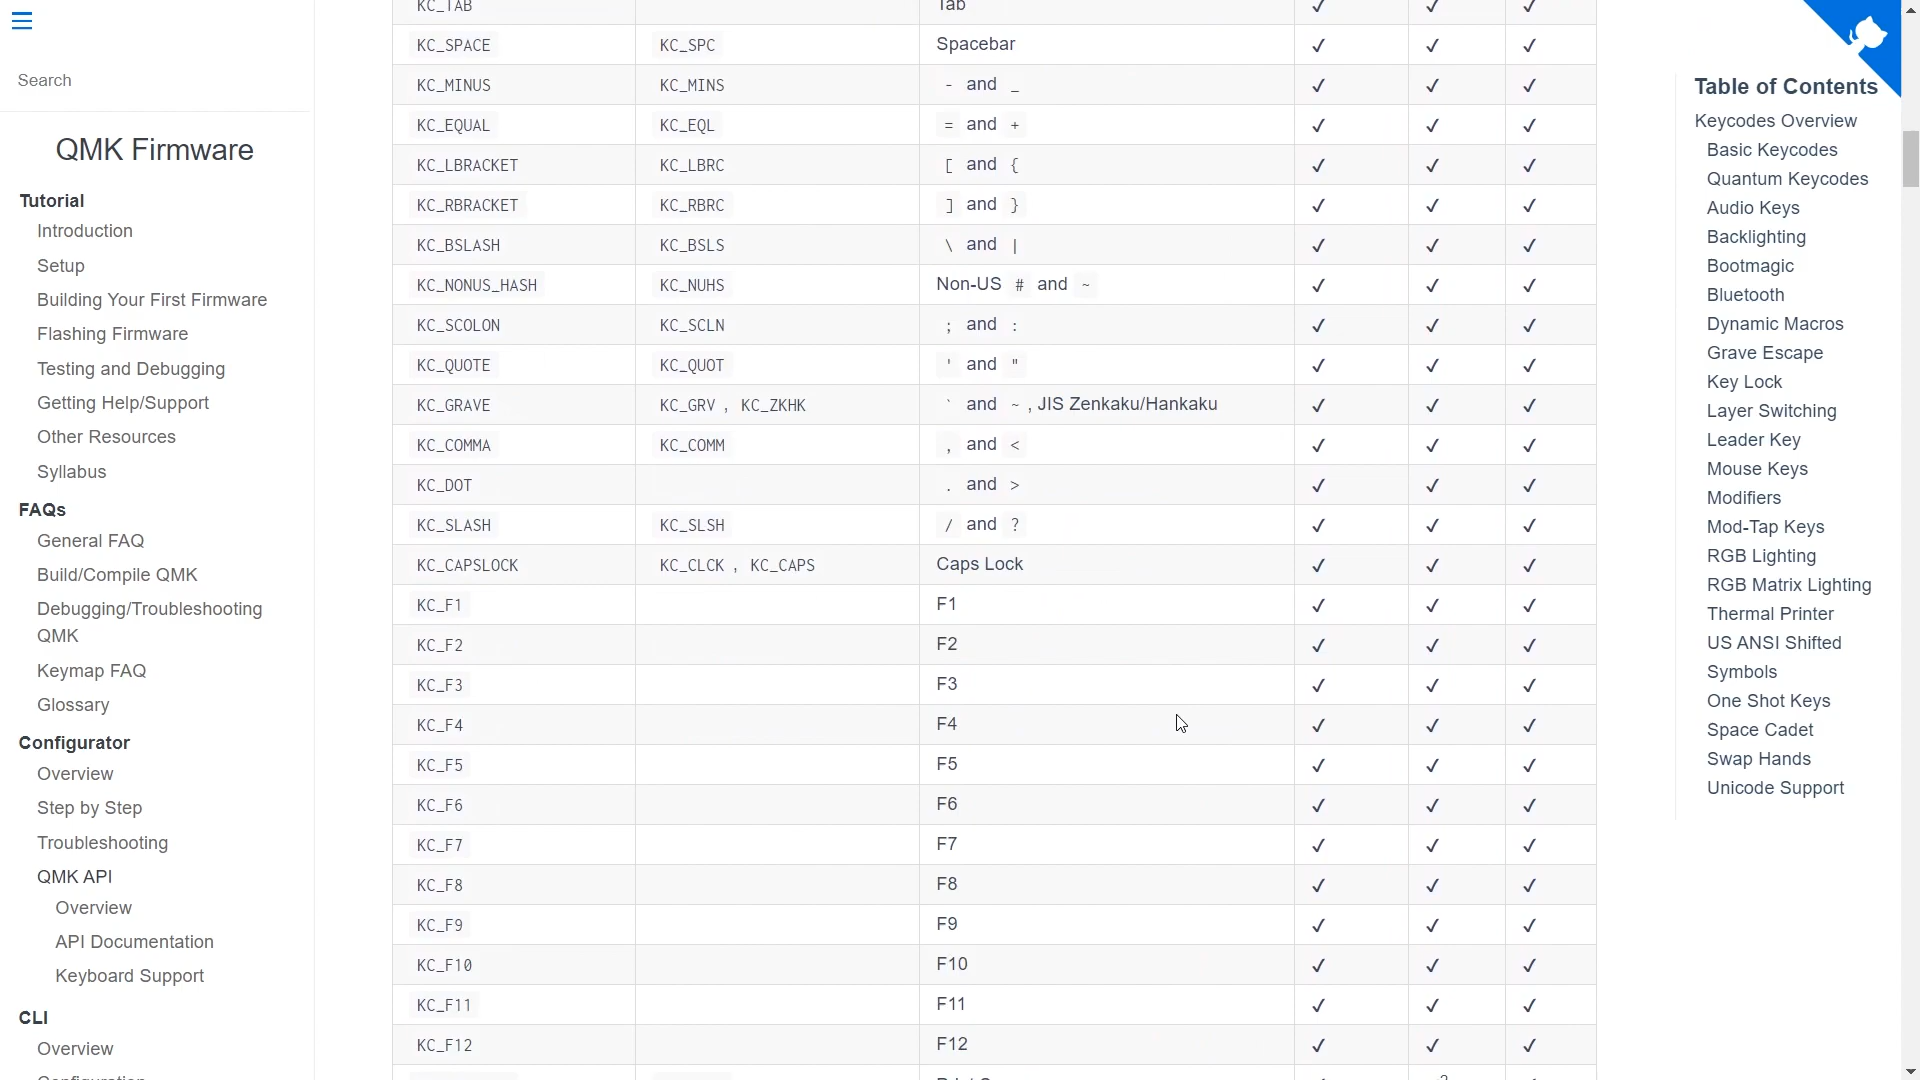 Search
QMK Firmware
Tutorial
Introduction
Setup
Building Your First Firmware
Flashing Firmware
Testing and Debugging
Getting Help/Support
Other Resources
Syllabus
FAQs
General FAQ
Build/Compile QMK
Debugging/Troubleshooting
QMK
Keymap FAQ
Glossary
Configurator
Overview
Step by Step
Troubleshooting
QMK API
Overview
API Documentation
Keyboard Support
CLI
Overview
KC_TAB Tab ✓ ✓ ✓
KC_SPACE KC_SPC Spacebar ✓ ✓ ✓
KC_MINUS KC_MINS - and _ ✓ ✓ ✓
KC_EQUAL KC_EQL = and + ✓ ✓ ✓
KC_LBRACKET KC_LBRC [ and { ✓ ✓ ✓
KC_RBRACKET KC_RBRC ] and } ✓ ✓ ✓
KC_BSLASH KC_BSLS \ and | ✓ ✓ ✓
KC_NONUS_HASH KC_NUHS Non-US # and ~ ✓ ✓ ✓
KC_SCOLON KC_SCLN ; and : ✓ ✓ ✓
KC_QUOTE KC_QUOT ' and " ✓ ✓ ✓
KC_GRAVE KC_GRV , KC_ZKHK ` and ~ , JIS Zenkaku/Hankaku ✓ ✓ ✓
KC_COMMA KC_COMM , and < ✓ ✓ ✓
KC_DOT . and > ✓ ✓ ✓
KC_SLASH KC_SLSH / and ? ✓ ✓ ✓
KC_CAPSLOCK KC_CLCK , KC_CAPS Caps Lock ✓ ✓ ✓
KC_F1 F1 ✓ ✓ ✓
KC_F2 F2 ✓ ✓ ✓
KC_F3 F3 ✓ ✓ ✓
KC_F4 F4 ✓ ✓ ✓
KC_F5 F5 ✓ ✓ ✓
KC_F6 F6 ✓ ✓ ✓
KC_F7 F7 ✓ ✓ ✓
KC_F8 F8 ✓ ✓ ✓
KC_F9 F9 ✓ ✓ ✓
KC_F10 F10 ✓ ✓ ✓
KC_F11 F11 ✓ ✓ ✓
KC_F12 F12 ✓ ✓ ✓
Table of Contents
Keycodes Overview
Basic Keycodes
Quantum Keycodes
Audio Keys
Backlighting
Bootmagic
Bluetooth
Dynamic Macros
Grave Escape
Key Lock
Layer Switching
Leader Key
Mouse Keys
Modifiers
Mod-Tap Keys
RGB Lighting
RGB Matrix Lighting
Thermal Printer
US ANSI Shifted
Symbols
One Shot Keys
Space Cadet
Swap Hands
Unicode Support